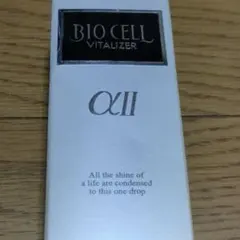 BIO CELL
VITALIZER
αII
All the shine of
a life are condensed
to this one drop